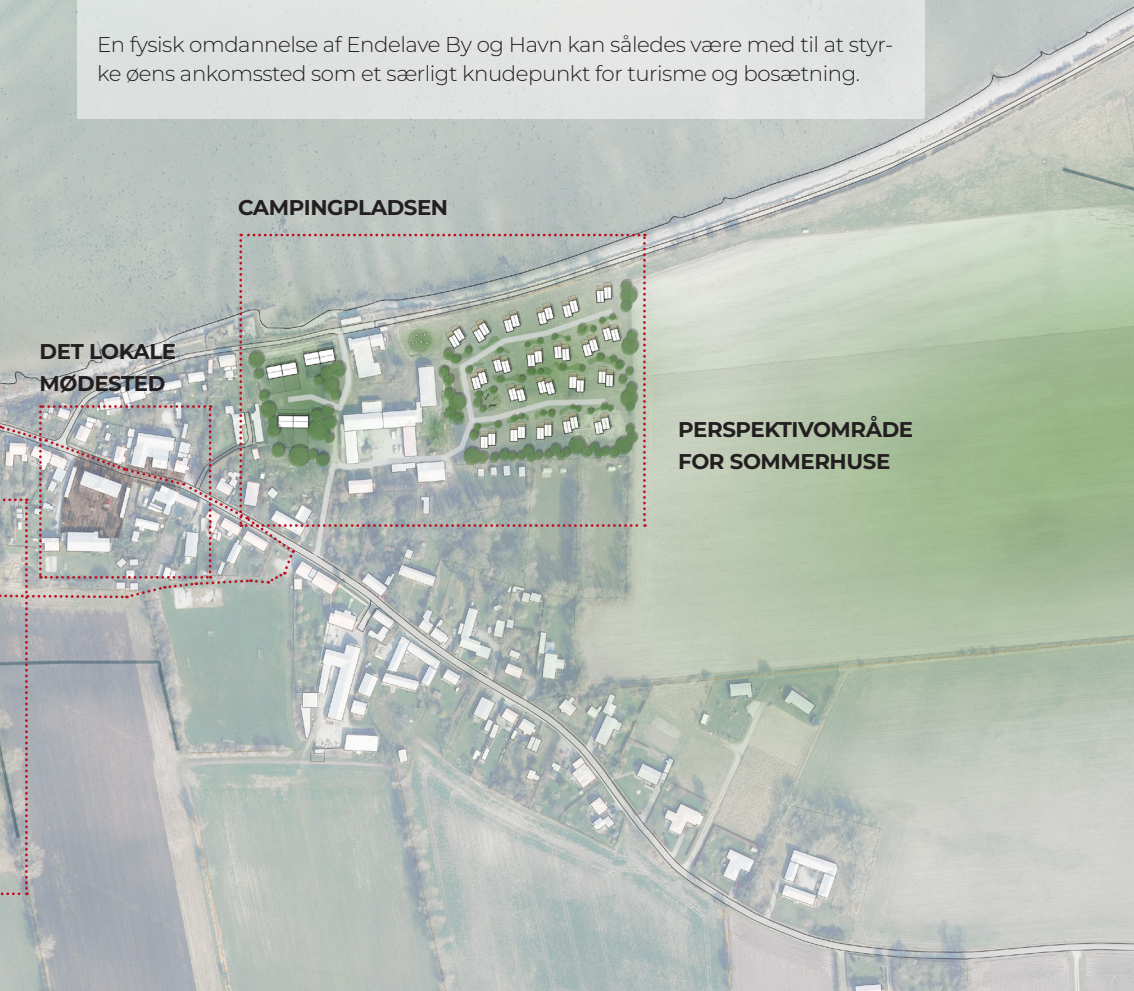 En fysisk omdannelse af Endelave By og Havn kan således være med til at styr-
ke øens ankomssted som et særligt knudepunkt for turisme og bosætning.
CAMPINGPLADSEN
DET LOKALE
MØDESTED
PERSPEKTIVOMRÅDE
FOR SOMMERHUSE